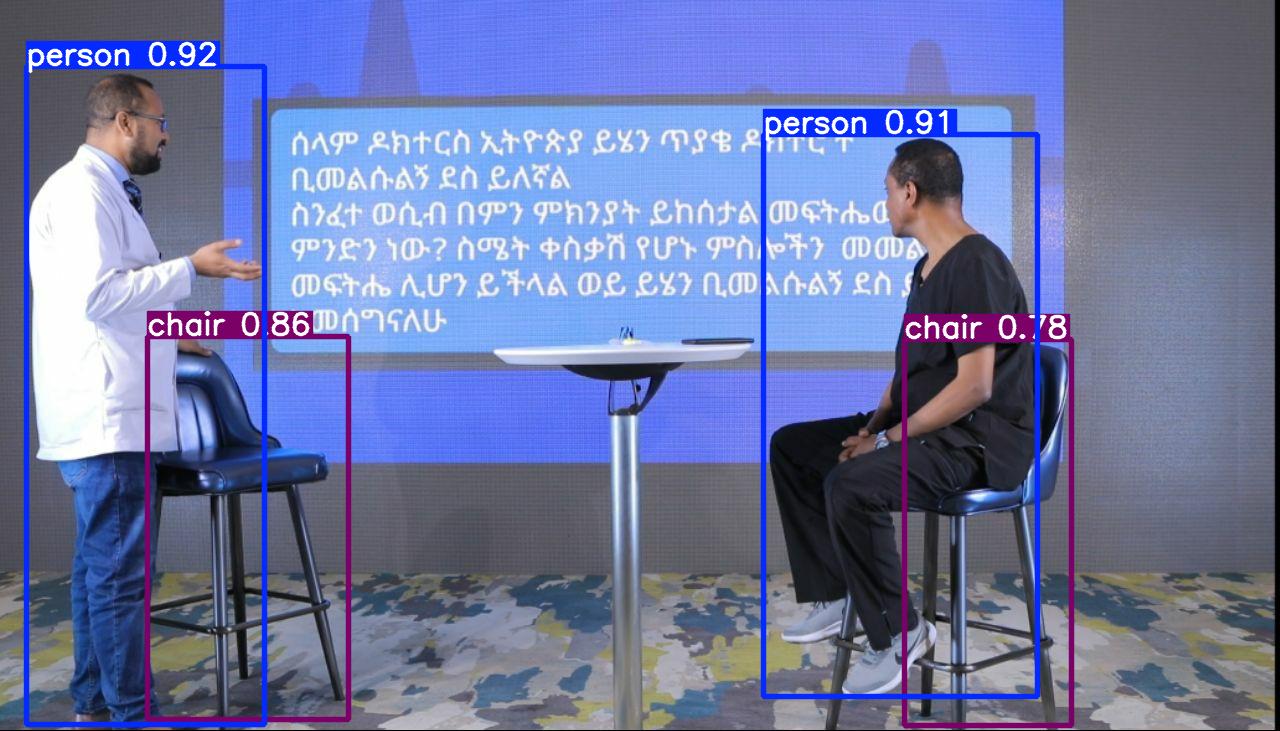 person 0.92
person 0.91
ሰላም ዶክተርስ ኢትዮጵያ ይሄን ጥያቄ
ቢመልሱልኝ ደስ ይለኛል
ስንፈተ ወሲብ በምን ምክንያት ይከሰታል
ምንድን ነው? ስሜት ቀስቃሽ የሆኑ ምስሎችን
መፍትሔ ሊሆን ይችላል ወይ ይሄን ቢመልሱልኝ ደስ
chair 0.86
chair 0.78